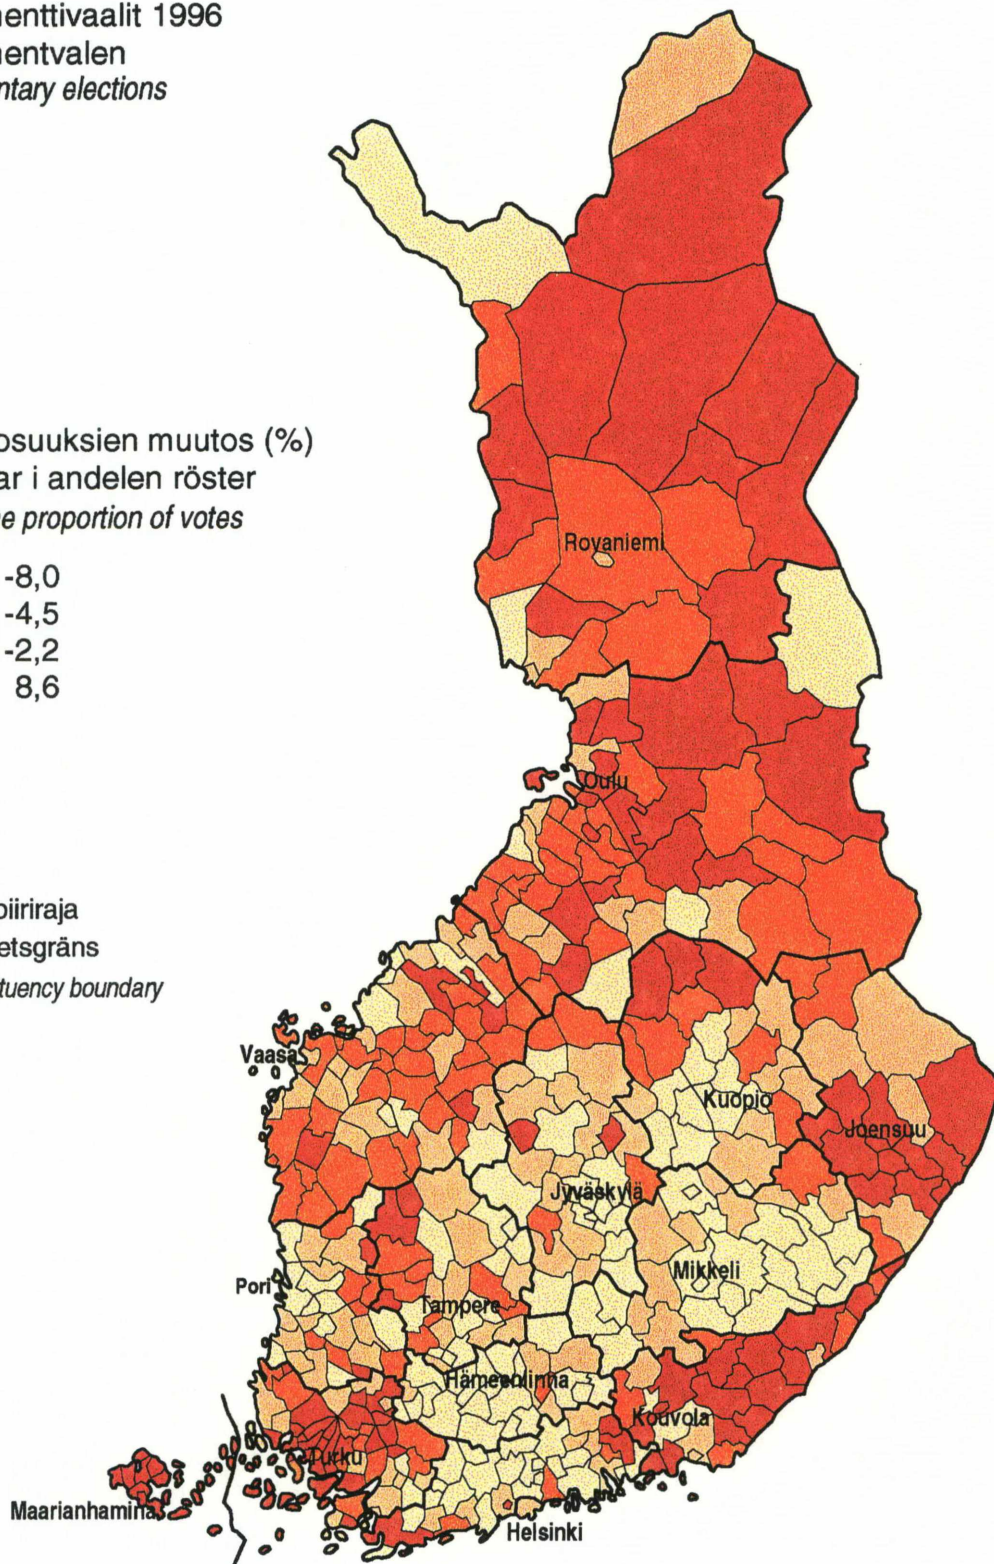 enttivaalit 1996
entvalen
ntary elections
osuuksien muutos (%)
ar i andelen röster
e proportion of votes
-8,0
-4,5
-2,2
8,6
piiriraja
etsgräns
tuency boundary
Rovaniemi
Oulu
Vaasa
Kuopio
Joensuu
Jyväskylä
Mikkeli
Pori
Tampere
Hämeenlinna
Kouvola
Turku
Maarianhamina
Helsinki